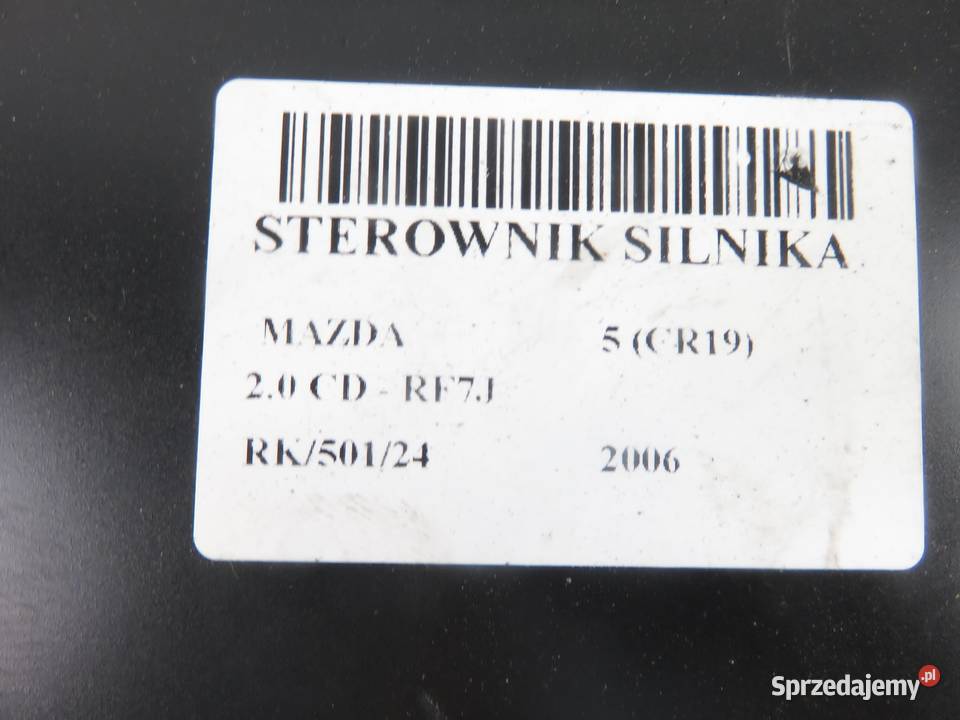 STEROWNIK SILNIKA
MAZDA 5 (CR19)
2.0 CD - RF7J
RK/501/24 2006
Sprzedajemy.pl